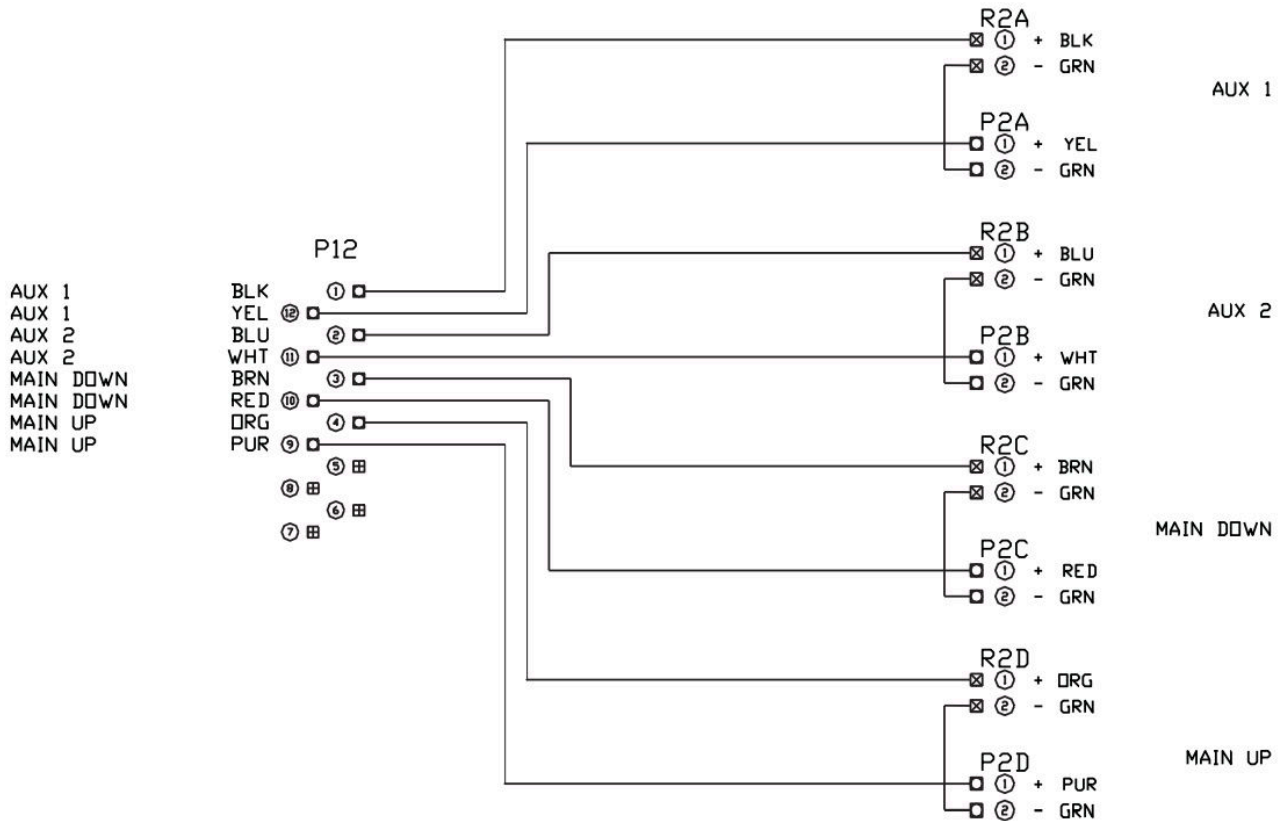 R2A
① + BLK
② - GRN
AUX 1
P2A
① + YEL
② - GRN
R2B
① + BLU
② - GRN
AUX 2
P2B
① + WHT
② - GRN
R2C
① + BRN
② - GRN
MAIN DOWN
P2C
① + RED
② - GRN
R2D
① + ORG
② - GRN
MAIN UP
P2D
① + PUR
② - GRN
P12
AUX 1 BLK ①
AUX 1 YEL ⑫
AUX 2 BLU ②
AUX 2 WHT ⑪
MAIN DOWN BRN ③
MAIN DOWN RED ⑩
MAIN UP ORG ④
MAIN UP PUR ⑨
⑤
⑧
⑥
⑦